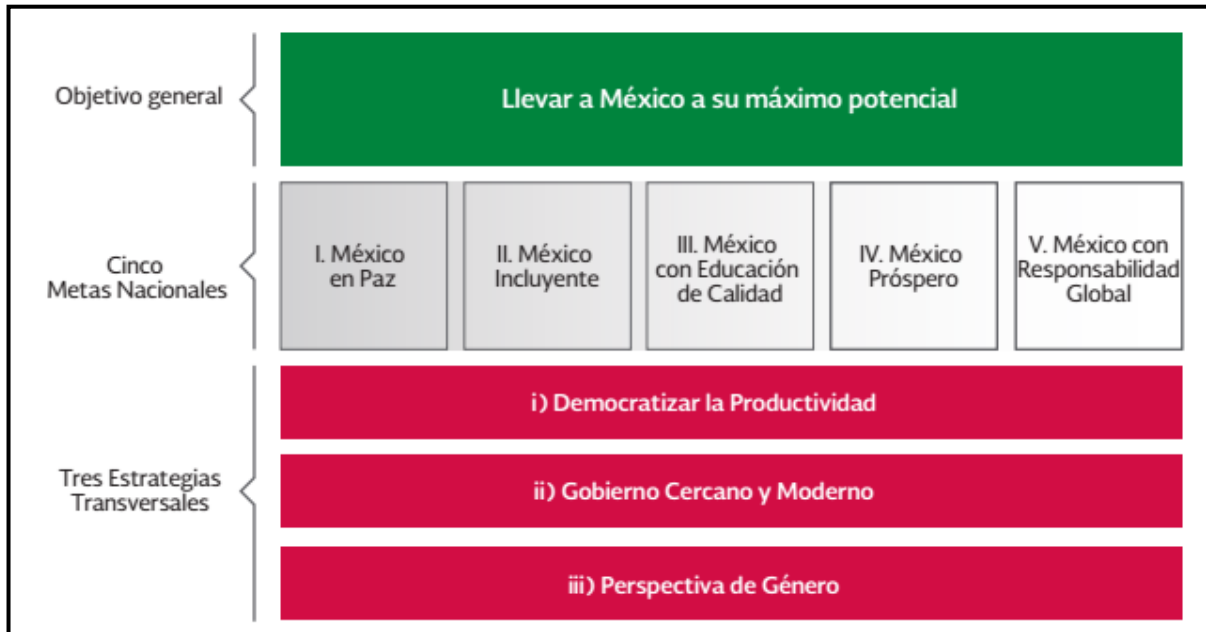 Objetivo general
Llevar a México a su máximo potencial
Cinco
Metas Nacionales
I. México
en Paz
II. México
Incluyente
III. México
con Educación
de Calidad
IV. México
Próspero
V. México con
Responsabilidad
Global
Tres Estrategias
Transversales
i) Democratizar la Productividad
ii) Gobierno Cercano y Moderno
iii) Perspectiva de Género